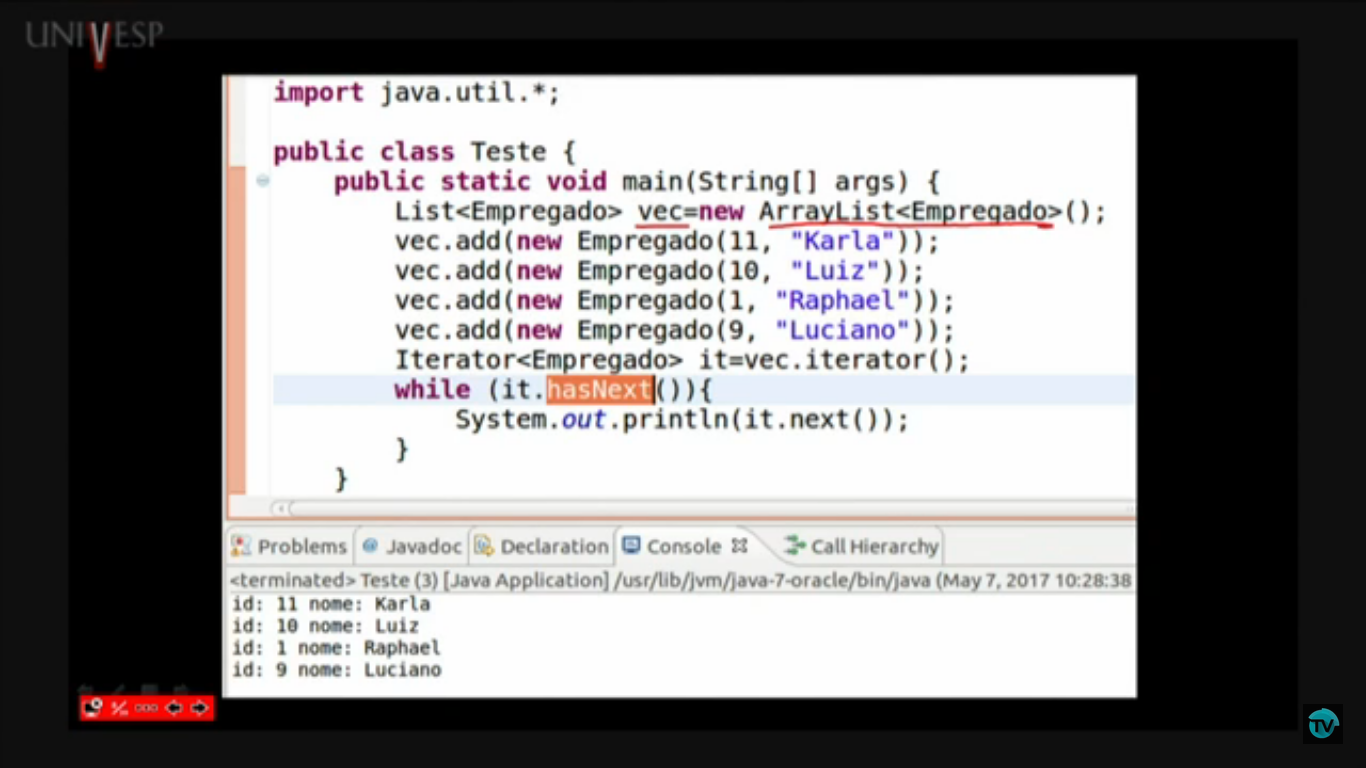 UNIVESP
import java.util.*;
public class Teste {
public static void main(String[] args) {
List<Empregado> vec=new ArrayList<Empregado>();
vec.add(new Empregado(11, "Karla"));
vec.add(new Empregado(10, "Luiz"));
vec.add(new Empregado(1, "Raphael"));
vec.add(new Empregado(9, "Luciano"));
Iterator<Empregado> it=vec.iterator();
while (it.hasNext()){
System.out.println(it.next());
}
}
Problems Javadoc Declaration Console Call Hierarchy
<terminated> Teste (3) [Java Application] /usr/lib/jvm/java-7-oracle/bin/java (May 7, 2017 10:28:38
id: 11 nome: Karla
id: 10 nome: Luiz
id: 1 nome: Raphael
id: 9 nome: Luciano
TV